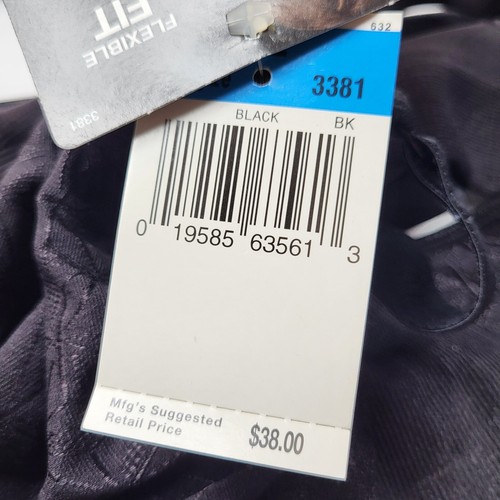 FLEXIBLE
FIT
3381
632
3381
BLACK BK
0 19585 63561 3
Mfg's Suggested
Retail Price
$38.00